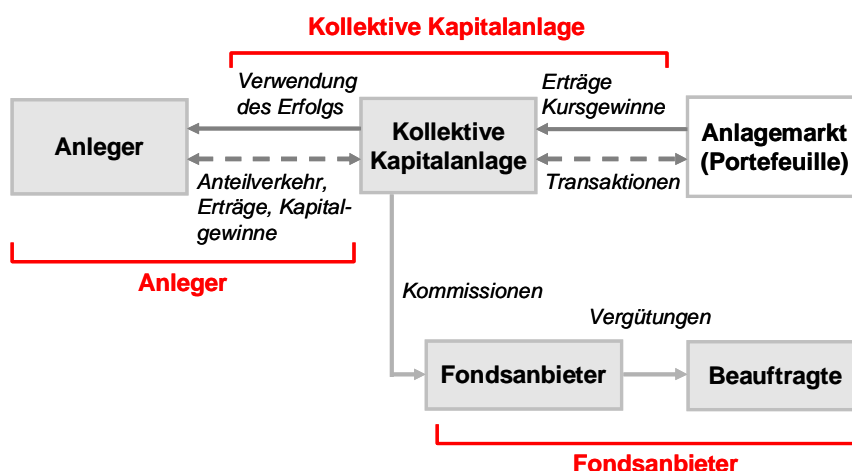 Kollektive Kapitalanlage
Verwendung
des Erfolgs
Erträge
Kursgewinne
Anleger
Kollektive
Kapitalanlage
Anlagemarkt
(Portefeuille)
Anteilverkehr,
Erträge, Kapital-
gewinne
Transaktionen
Anleger
Kommissionen
Vergütungen
Fondsanbieter
Beauftragte
Fondsanbieter